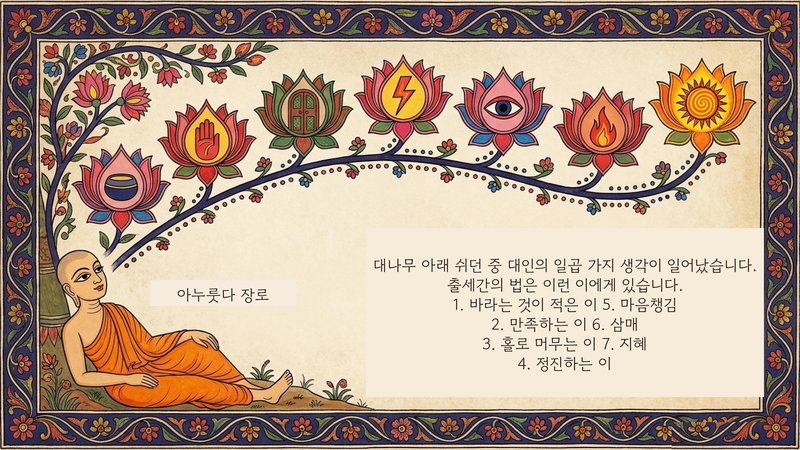 아누룻다 장로
대나무 아래 쉬던 중 대인의 일곱 가지 생각이 일어났습니다.
출세간의 법은 이런 이에게 있습니다.
1. 바라는 것이 적은 이 5. 마음챙김
2. 만족하는 이 6. 삼매
3. 홀로 머무는 이 7. 지혜
4. 정진하는 이